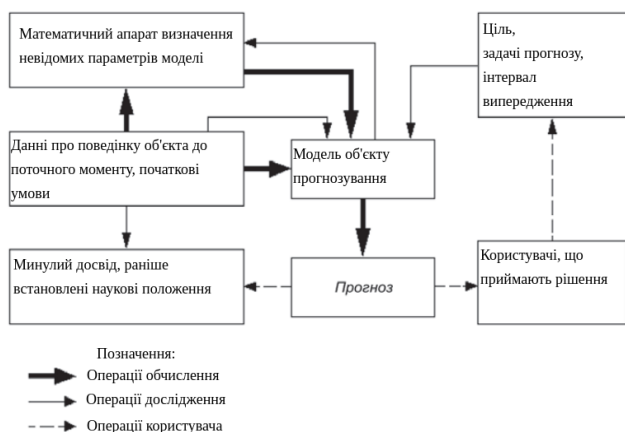 Математичний апарат визначення
невідомих параметрів моделі
Ціль,
задачі прогнозу,
інтервал
випередження
Данні про поведінку об'єкта до
поточного моменту, початкові
умови
Модель об'єкту
прогнозування
Минулий досвід, раніше
встановлені наукові положення
Прогноз
Користувачі, що
приймають рішення
Позначення:
Операції обчислення
Операції дослідження
Операції користувача